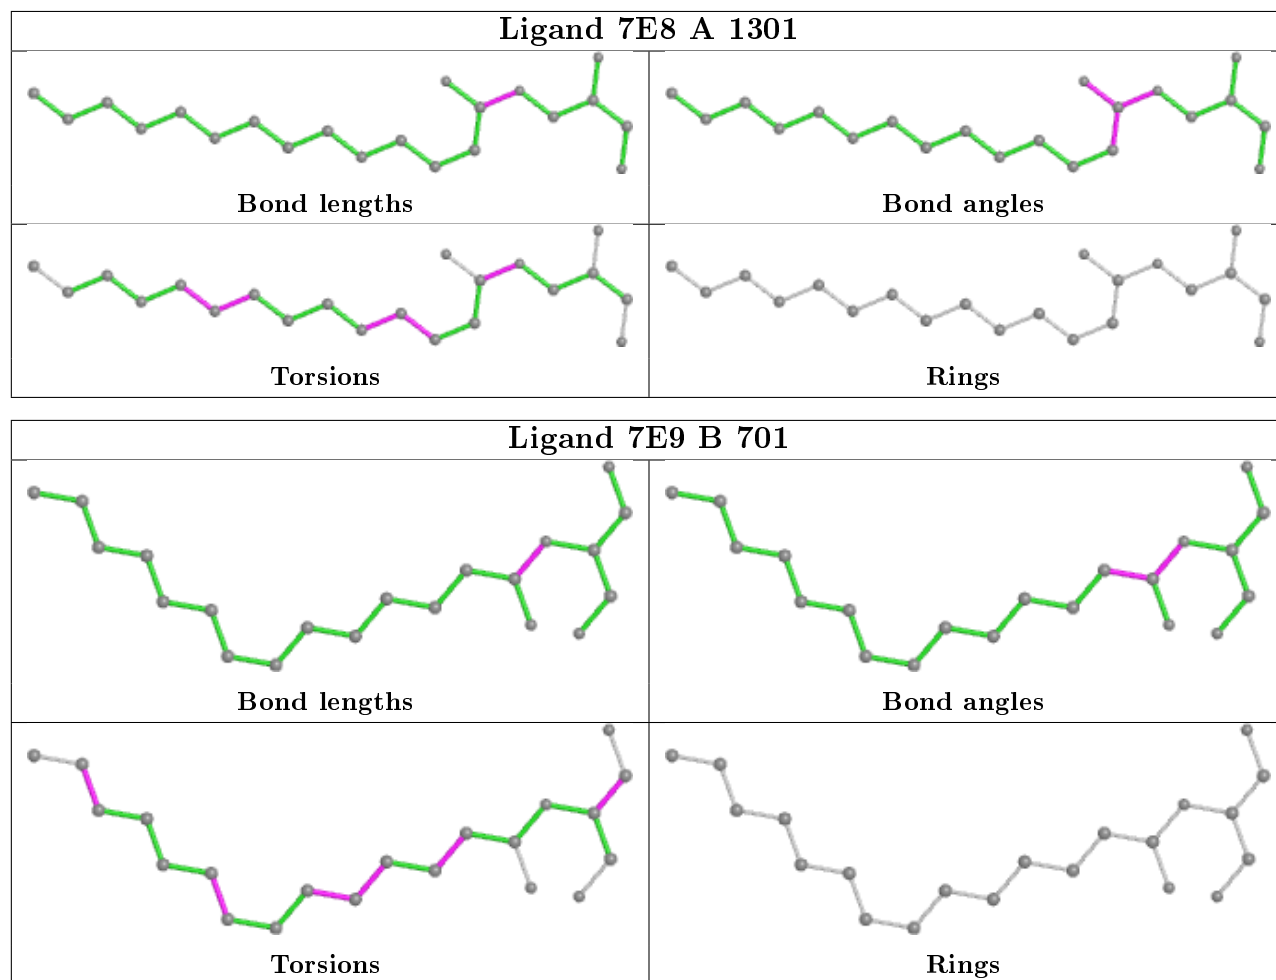 Ligand 7E8 A 1301
Bond lengths
Bond angles
Torsions
Rings
Ligand 7E9 B 701
Bond lengths
Bond angles
Torsions
Rings